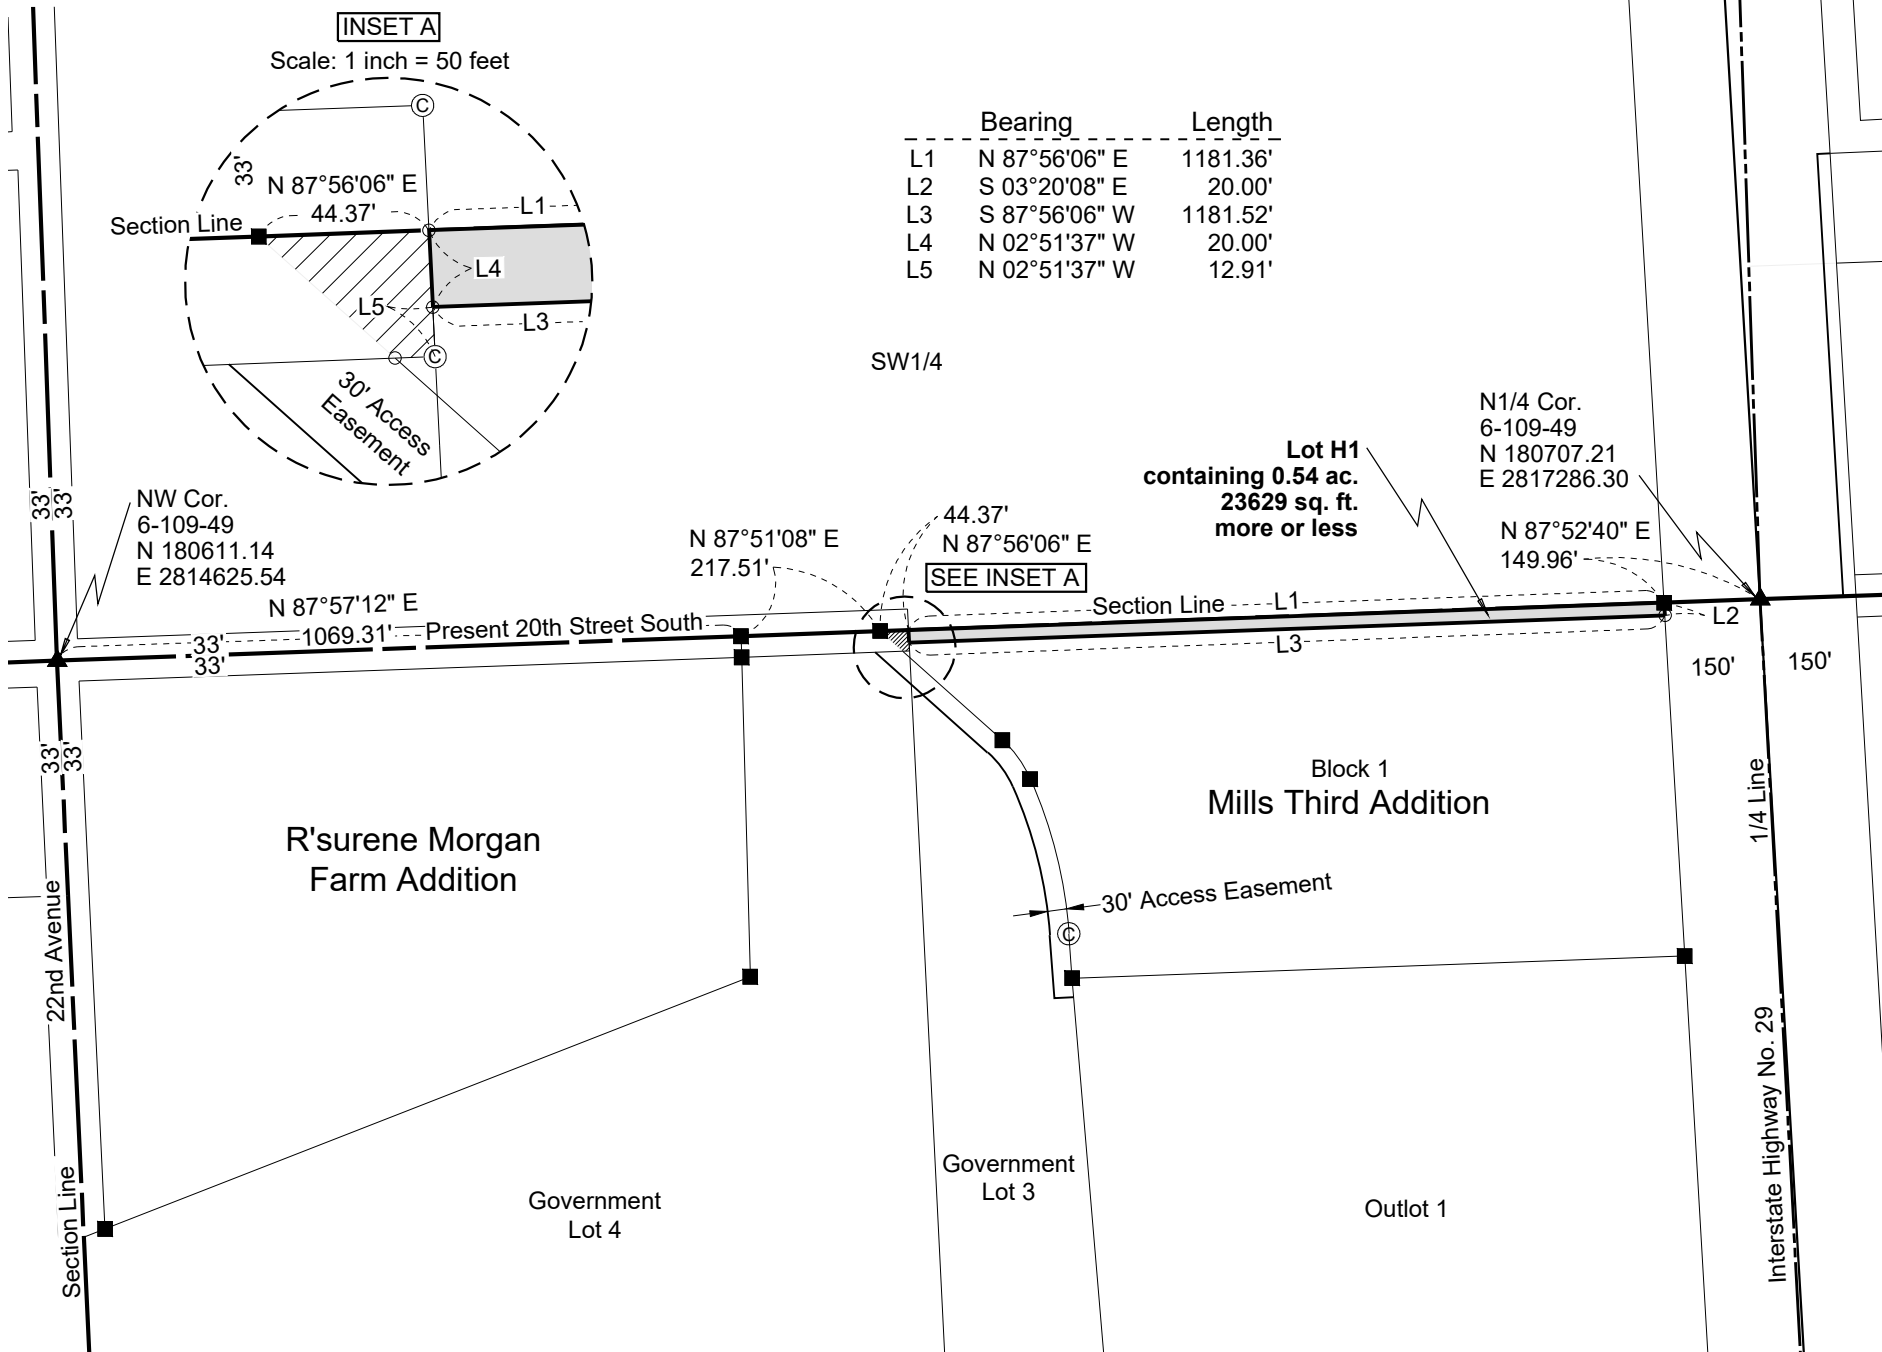 INSET A
Scale: 1 inch = 50 feet
C
33'
N 87°56'06" E
44.37'
L1
Section Line
L4
L5
L3
C
30' Access
Easement
Bearing Length
L1 N 87°56'06" E 1181.36'
L2 S 03°20'08" E 20.00'
L3 S 87°56'06" W 1181.52'
L4 N 02°51'37" W 20.00'
L5 N 02°51'37" W 12.91'
SW1/4
N1/4 Cor.
6-109-49
N 180707.21
E 2817286.30
Lot H1
containing 0.54 ac.
23629 sq. ft.
more or less
33'
33'
NW Cor.
6-109-49
N 180611.14
E 2814625.54
N 87°51'08" E
217.51'
44.37'
N 87°56'06" E
SEE INSET A
N 87°52'40" E
149.96'
N 87°57'12" E
1069.31'
33'
33'
Present 20th Street South
Section Line
L1
L2
L3
150'
150'
33'
33'
Block 1
Mills Third Addition
1/4 Line
R'surene Morgan
Farm Addition
30' Access Easement
C
22nd Avenue
Section Line
Government
Lot 4
Government
Lot 3
Outlot 1
Interstate Highway No. 29